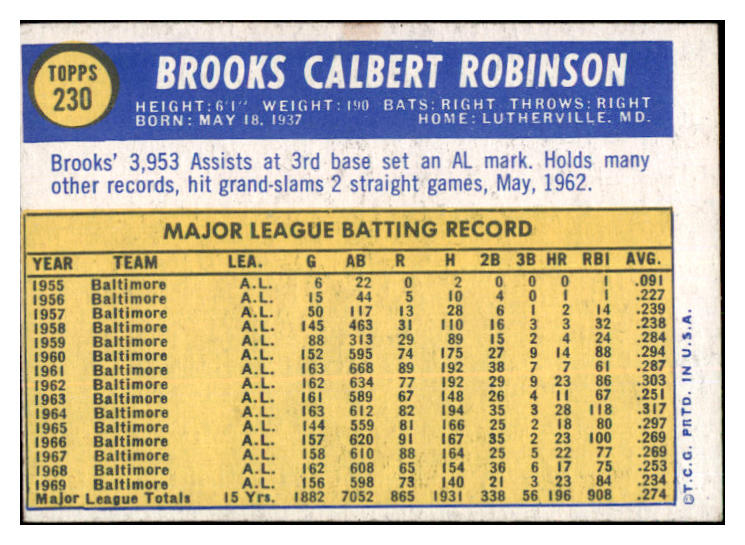 TOPPS
230
BROOKS CALBERT ROBINSON
HEIGHT: 6'1" WEIGHT: 190 BATS: RIGHT THROWS: RIGHT
BORN: MAY 18, 1937 HOME: LUTHERVILLE, MD.
Brooks' 3,953 Assists at 3rd base set an AL mark. Holds many
other records, hit grand-slams 2 straight games, May, 1962.
MAJOR LEAGUE BATTING RECORD
YEAR TEAM LEA. G AB R H 2B 3B HR RBI AVG.
1955 Baltimore A.L. 6 22 0 2 0 0 0 1 .091
1956 Baltimore A.L. 15 44 5 10 4 0 1 1 .227
1957 Baltimore A.L. 50 117 13 28 6 1 2 14 .239
1958 Baltimore A.L. 145 463 31 110 16 3 3 32 .238
1959 Baltimore A.L. 88 313 29 89 15 2 4 24 .284
1960 Baltimore A.L. 152 595 74 175 27 9 14 88 .294
1961 Baltimore A.L. 163 668 89 192 38 7 7 61 .287
1962 Baltimore A.L. 162 634 77 192 29 9 23 86 .303
1963 Baltimore A.L. 161 589 67 148 26 4 11 67 .251
1964 Baltimore A.L. 163 612 82 194 35 3 28 118 .317
1965 Baltimore A.L. 144 559 81 166 25 2 18 80 .297
1966 Baltimore A.L. 157 620 91 167 35 2 23 100 .269
1967 Baltimore A.L. 158 610 88 164 25 5 22 77 .269
1968 Baltimore A.L. 162 608 65 154 36 6 17 75 .253
1969 Baltimore A.L. 156 598 73 140 21 3 23 84 .234
Major League Totals 15 Yrs. 1882 7052 865 1931 338 56 196 908 .274
©T.C.G. PRTD. IN U.S.A.